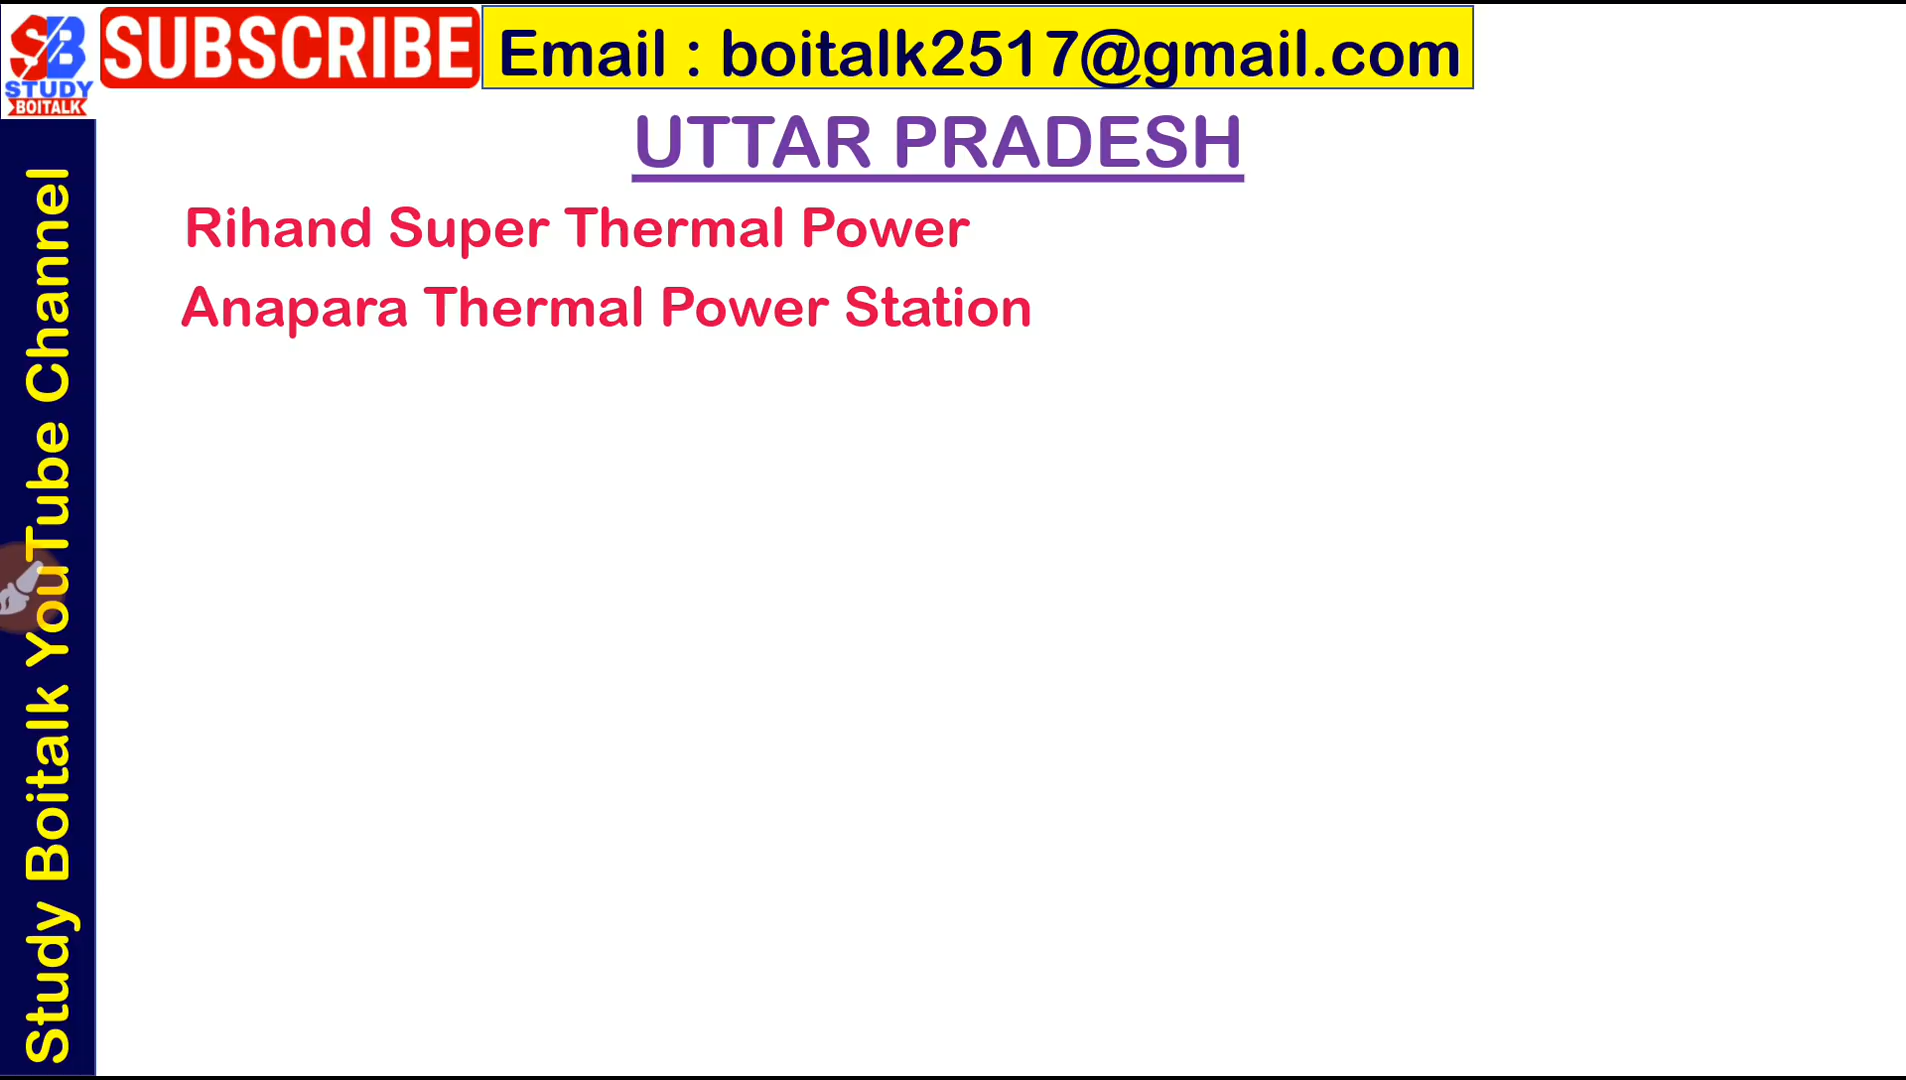 SB
STUDY
BOITALK
SUBSCRIBE
Email : boitalk2517@gmail.com
UTTAR PRADESH
Rihand Super Thermal Power
Anapara Thermal Power Station
Study Boitalk YouTube Channel